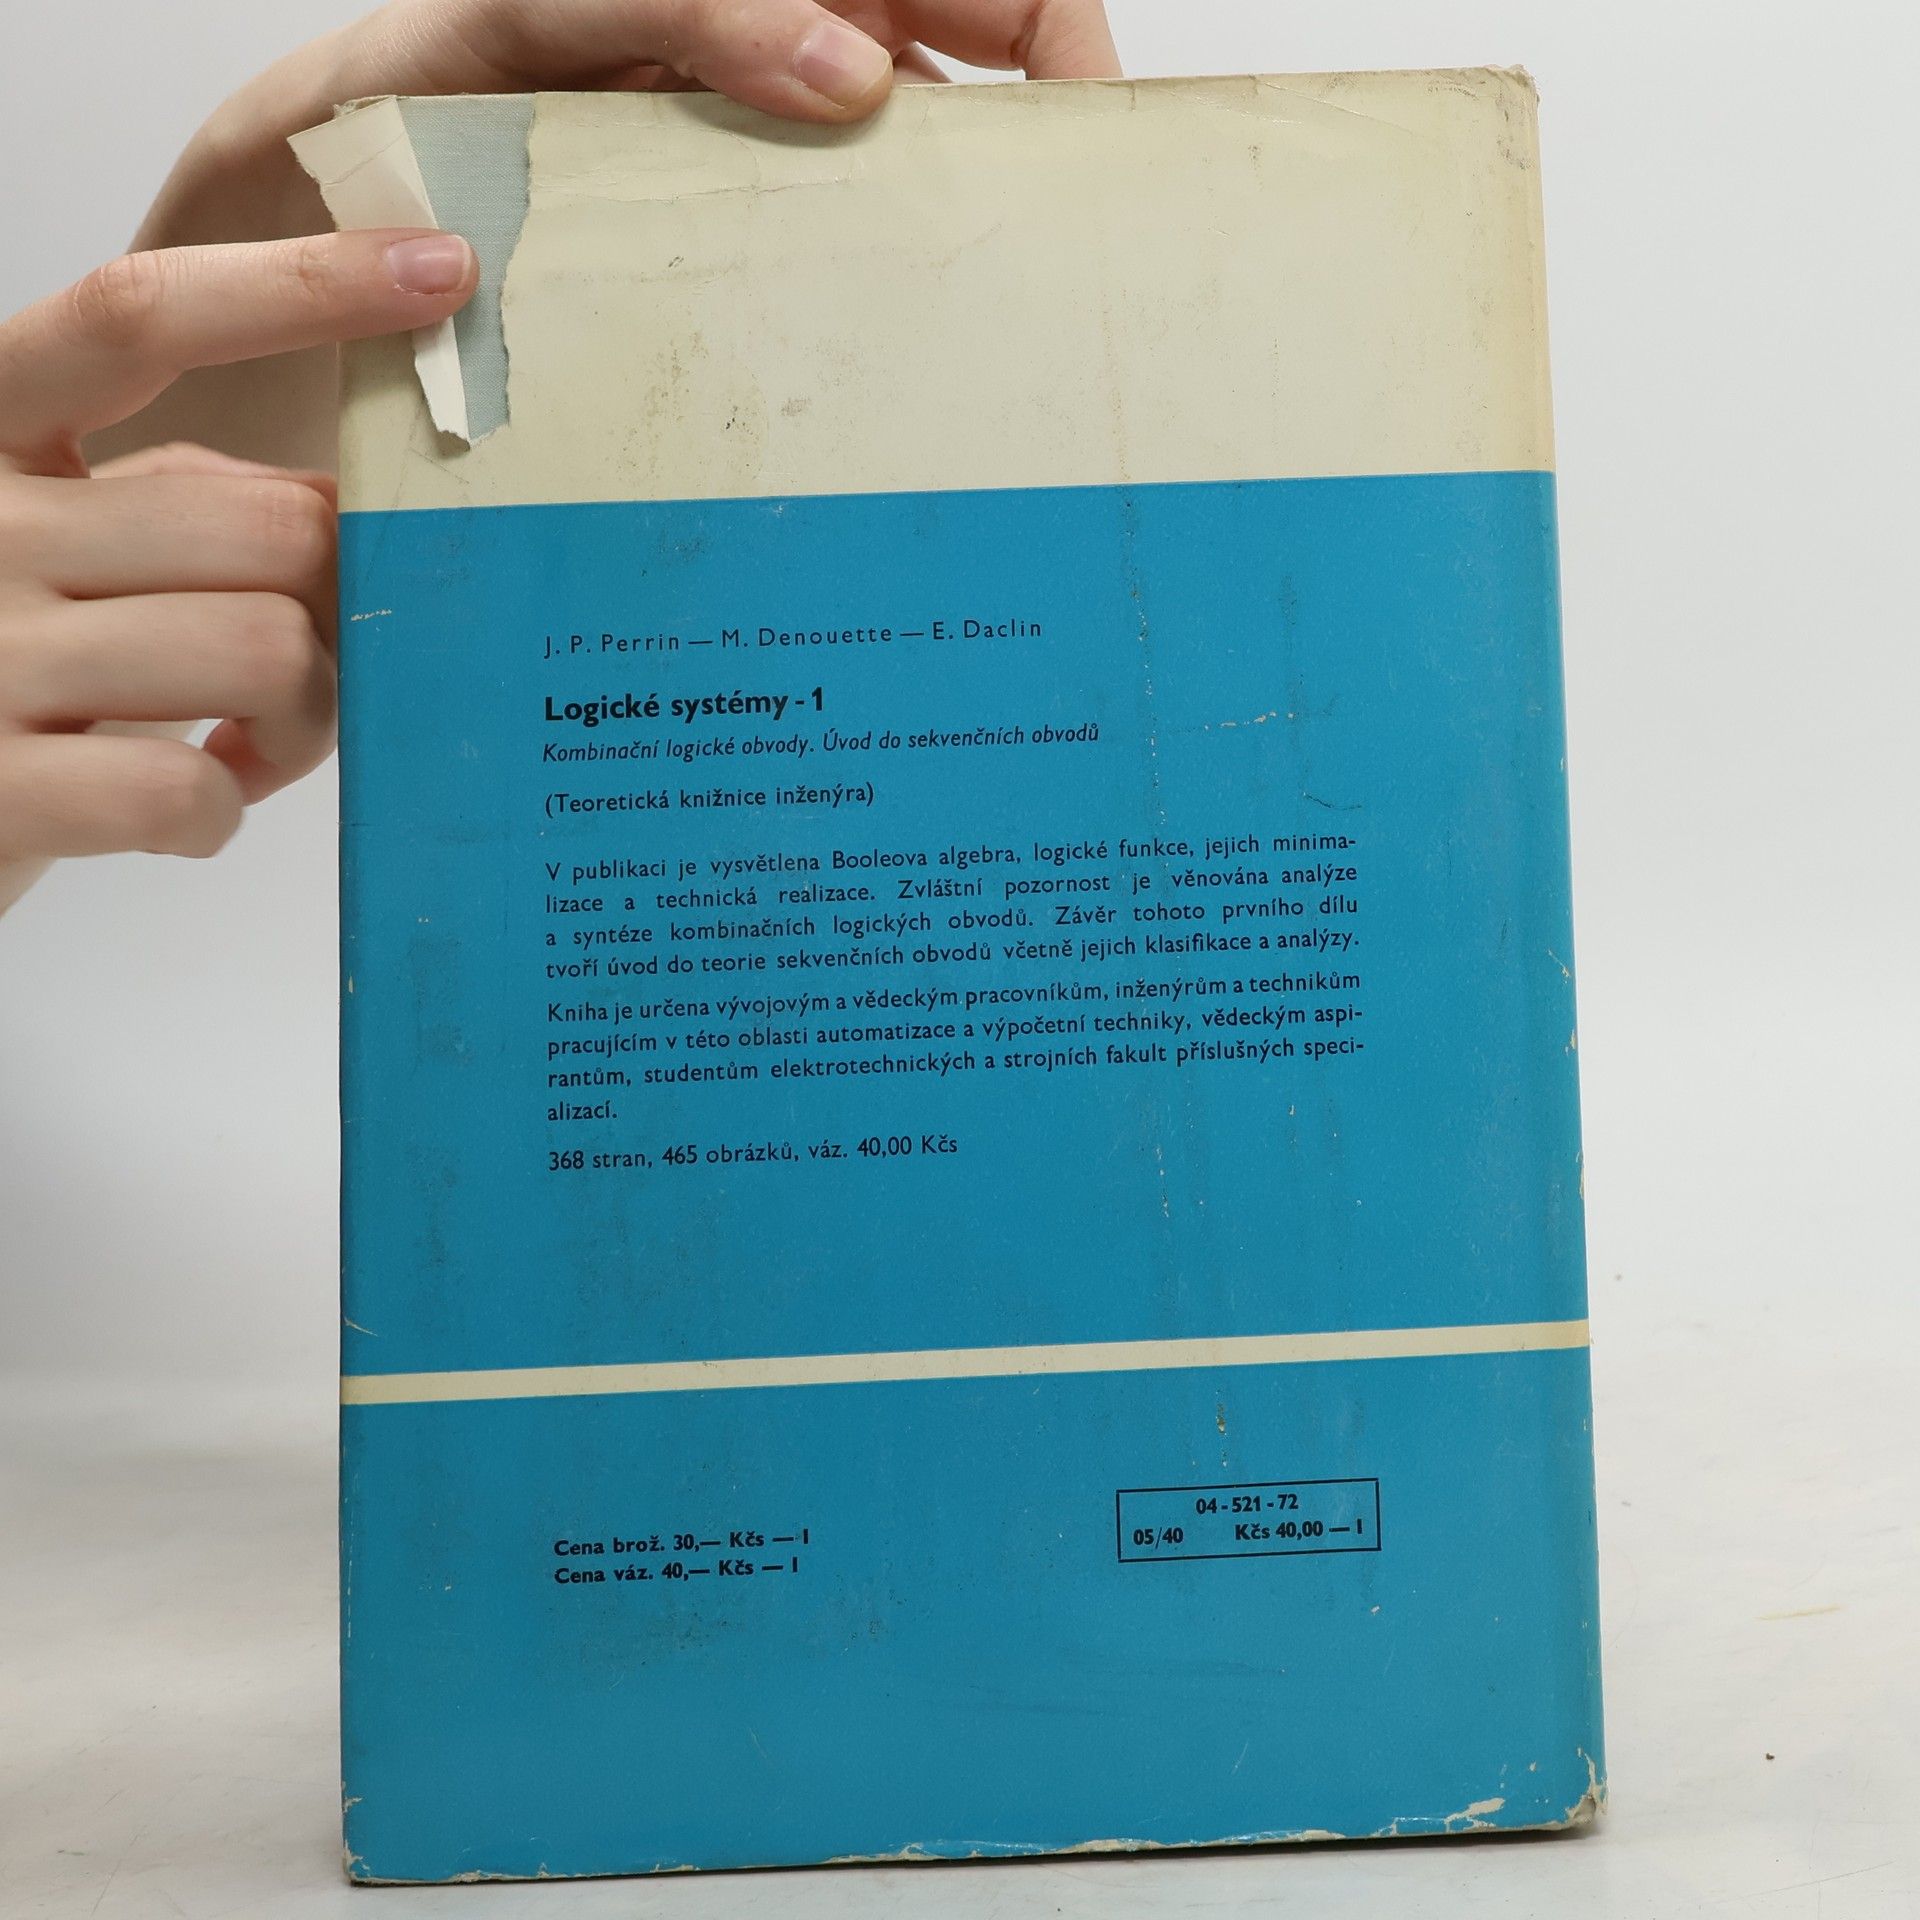 J. P. Perrin — M. Denouette — E. Daclin
Logické systémy - 1
Kombinační logické obvody. Úvod do sekvenčních obvodů
(Teoretická knižnice inženýra)
V publikaci je vysvětlena Booleova algebra, logické funkce, jejich minima-
lizace a technická realizace. Zvláštní pozornost je věnována analýze
a syntéze kombinačních logických obvodů. Závěr tohoto prvního dílu
tvoří úvod do teorie sekvenčních obvodů včetně jejich klasifikace a analýzy.
Kniha je určena vývojovým a vědeckým pracovníkům, inženýrům a technikům
pracujícím v této oblasti automatizace a výpočetní techniky, vědeckým aspi-
rantům, studentům elektrotechnických a strojních fakult příslušných speci-
alizací.
368 stran, 465 obrázků, váz. 40,00 Kčs
Cena brož. 30,— Kčs — I
Cena váz. 40,— Kčs — I
04 - 521 - 72
05/40 Kčs 40,00 — I